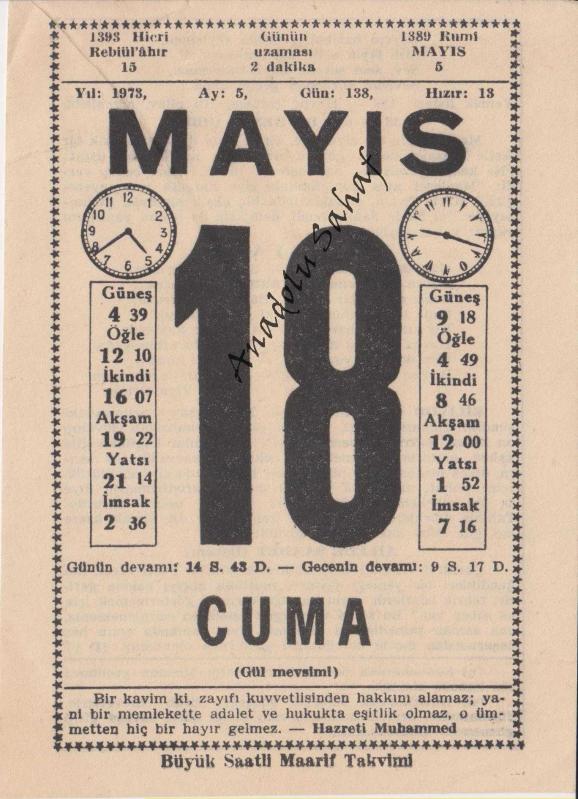 1393 Hicri
Rebiül'âhır
15
Günün
uzaması
2 dakika
1389 Rumi
MAYIS
5
Yıl: 1973, Ay: 5, Gün: 138, Hızır: 13
MAYIS
18
Anadolu Sahaf
Güneş
4 39
Öğle
12 10
İkindi
16 07
Akşam
19 22
Yatsı
21 14
İmsak
2 36
Güneş
9 18
Öğle
4 49
İkindi
8 46
Akşam
12 00
Yatsı
1 52
İmsak
7 16
Günün devamı: 14 S. 43 D. — Gecenin devamı: 9 S. 17 D.
CUMA
(Gül mevsimi)
Bir kavim ki, zayıfı kuvvetlisinden hakkını alamaz; ya-
ni bir memlekette adalet ve hukukta eşitlik olmaz, o üm-
metten hiç bir hayır gelmez. — Hazreti Muhammed
Büyük Saatli Maarif Takvimi